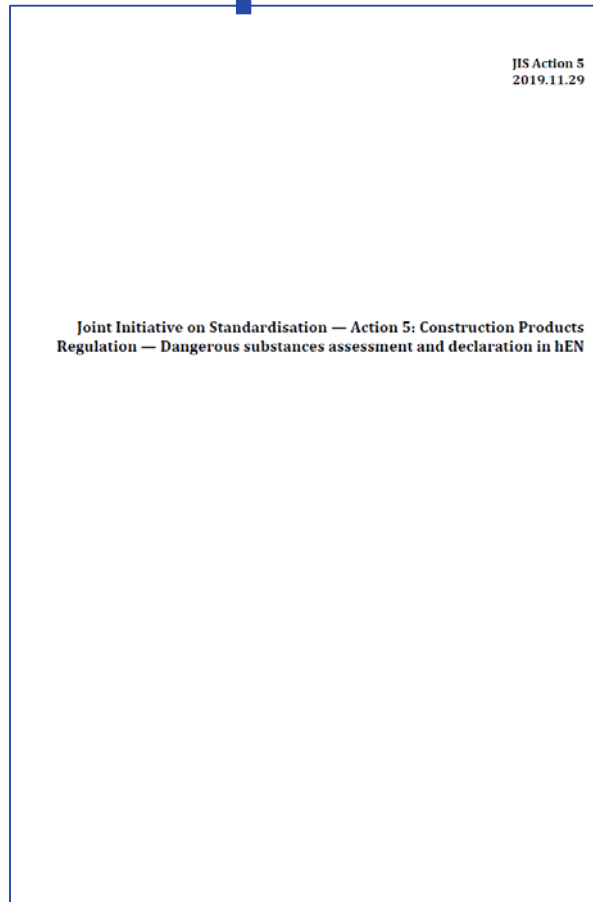 JIS Action 5
2019.11.29
Joint Initiative on Standardisation — Action 5: Construction Products
Regulation — Dangerous substances assessment and declaration in hEN